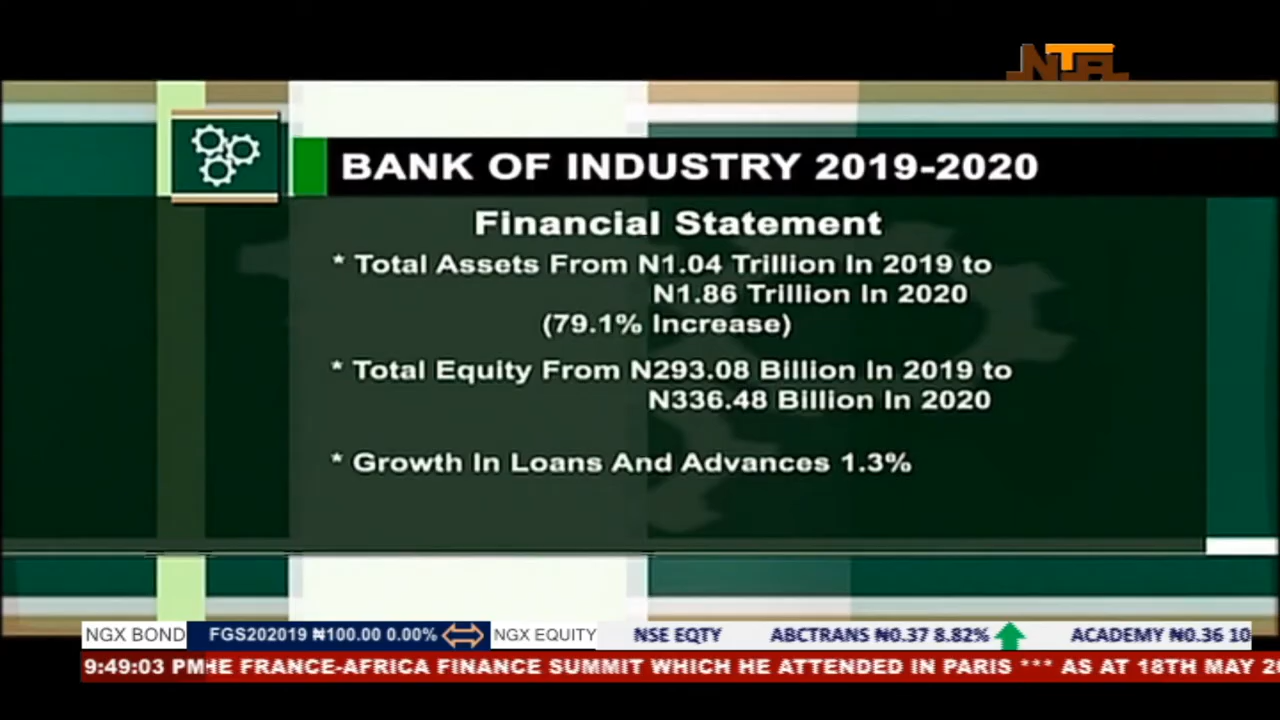 NTA
BANK OF INDUSTRY 2019-2020
Financial Statement
* Total Assets From N1.04 Trillion In 2019 to
N1.86 Trillion In 2020
(79.1% Increase)
* Total Equity From N293.08 Billion In 2019 to
N336.48 Billion In 2020
* Growth In Loans And Advances 1.3%
NGX BOND FGS202019 ₦100.00 0.00% NGX EQUITY NSE EQTY ABCTRANS ₦0.37 8.82% ACADEMY ₦0.36 10
9:49:03 PM HE FRANCE-AFRICA FINANCE SUMMIT WHICH HE ATTENDED IN PARIS *** AS AT 18TH MAY